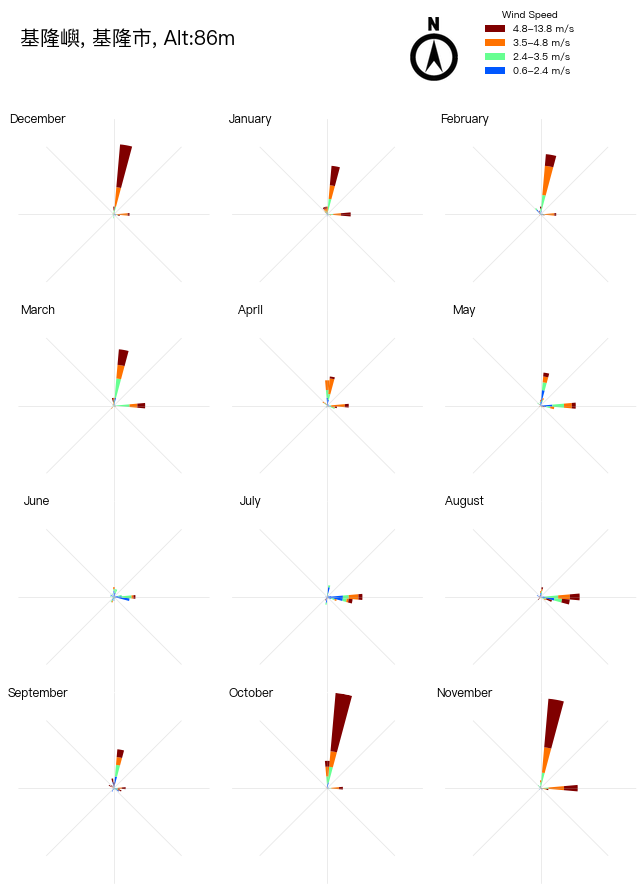 基隆嶼, 基隆市, Alt:86m
N
Wind Speed
4.8–13.8 m/s
3.5–4.8 m/s
2.4–3.5 m/s
0.6–2.4 m/s
December
January
February
March
April
May
June
July
August
September
October
November